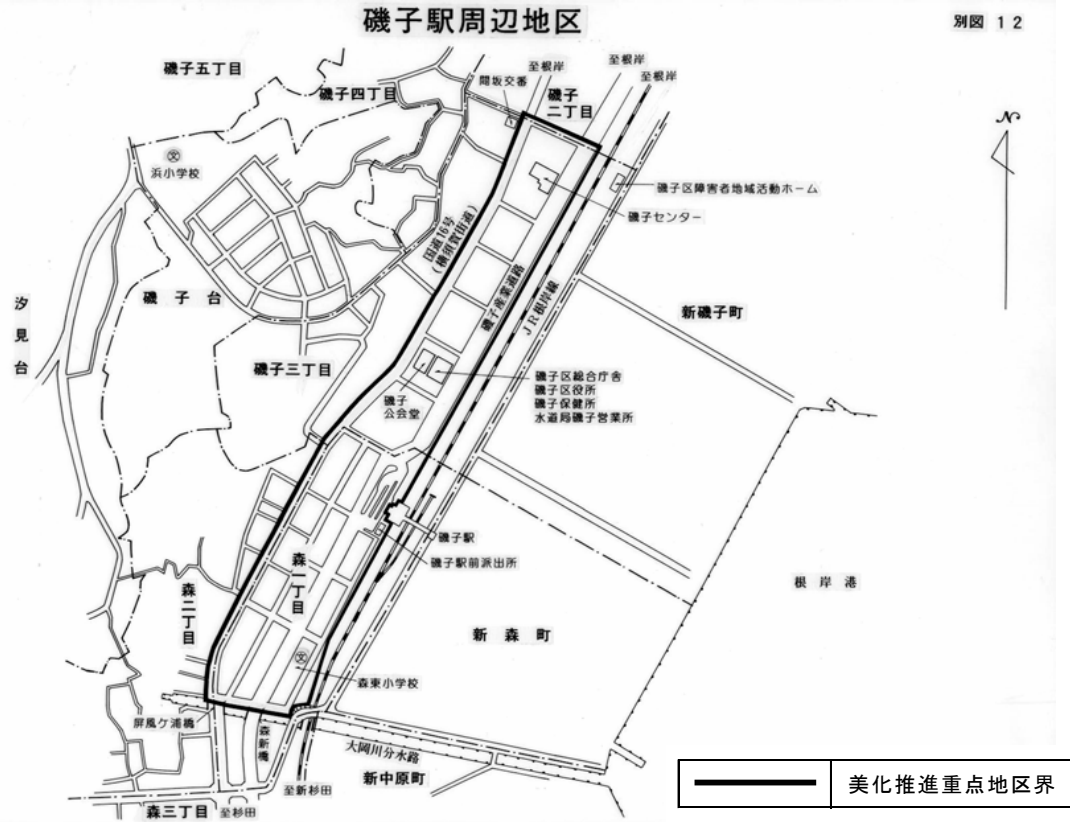 磯子駅周辺地区
別図 12
磯子五丁目
至根岸
至根岸
至根岸
間坂交番
磯子四丁目
磯子
二丁目
浜小学校
磯子区障害者地域活動ホーム
磯子センター
国道16号
(横須賀街道)
磯子産業道路
JR根岸線
磯子台
汐見台
新磯子町
磯子三丁目
磯子区総合庁舎
磯子区役所
磯子保健所
水道局磯子営業所
磯子
公会堂
磯子駅
磯子駅前派出所
森一丁目
森二丁目
根岸港
新森町
森東小学校
屏風ケ浦橋
森新橋
大岡川分水路
新中原町
至新杉田
森三丁目
至杉田
美化推進重点地区界
N
文
文